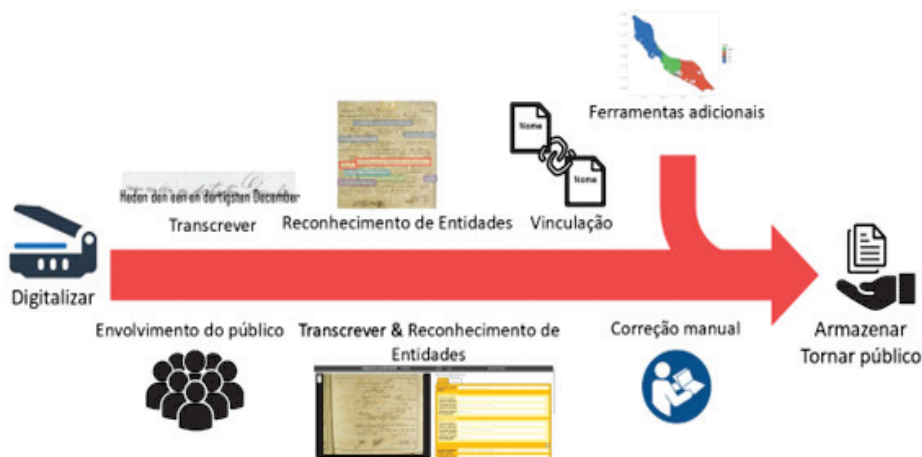 Ferramentas adicionais
Nome
Nome
Heden den een en dertigsten December
Transcrever
Reconhecimento de Entidades
Vinculação
Digitalizar
Envolvimento do público
Transcrever & Reconhecimento de
Entidades
Correção manual
Armazenar
Tornar público